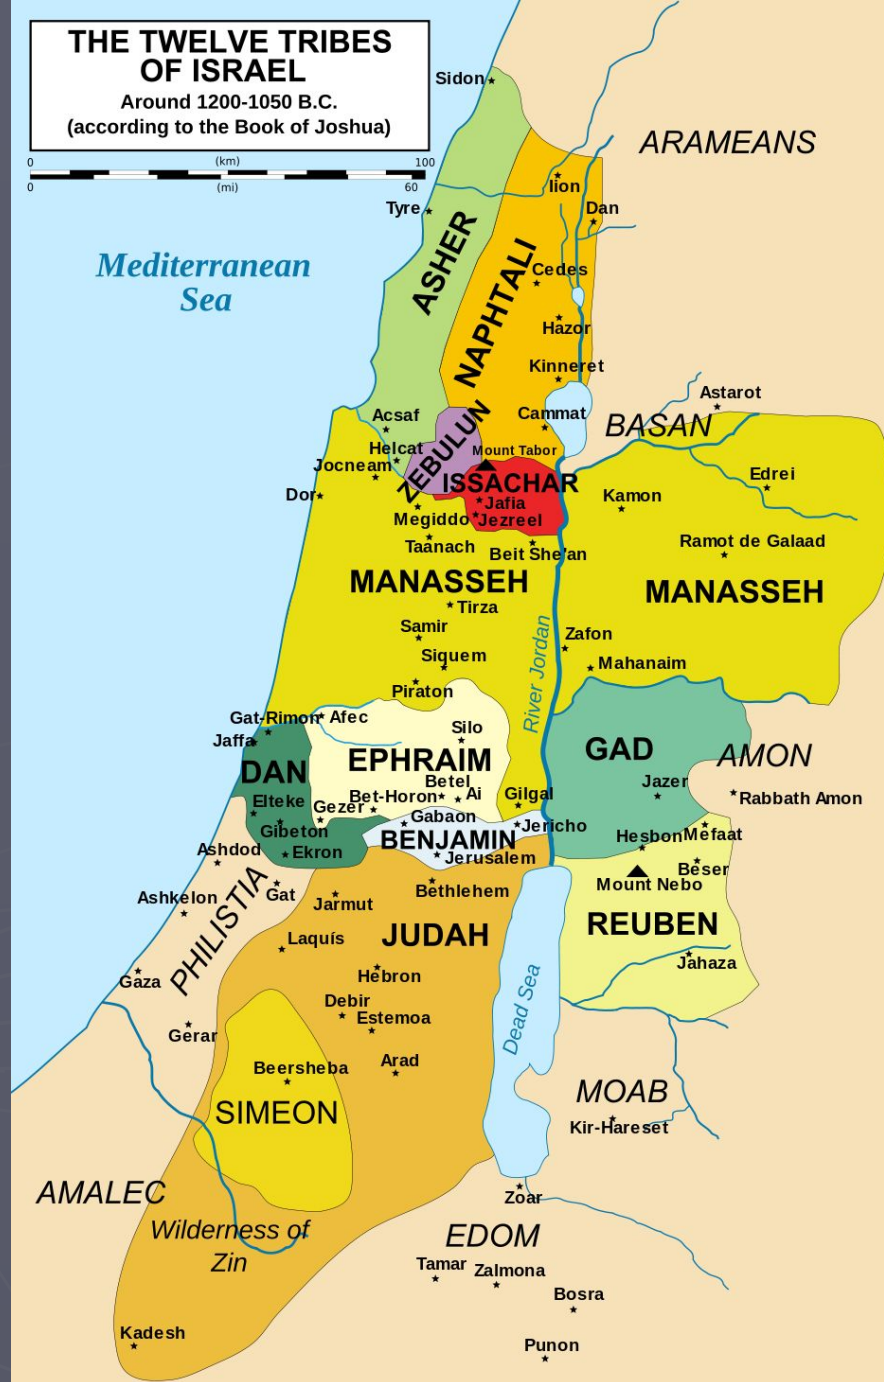 THE TWELVE TRIBES
OF ISRAEL
Around 1200-1050 B.C.
(according to the Book of Joshua)
0 (km) 100
0 (mi) 60
Sidon
ARAMEANS
Iion
Tyre
Dan
ASHER
Mediterranean
Sea
NAPHTALI
Cedes
Hazor
Kinneret
Astarot
Acsaf
Cammat
BASAN
ZEBULUN
Helcat
Mount Tabor
Jocneam
ISSACHAR
Edrei
Dor
Jafia
Kamon
Megiddo
Jezreel
Taanach
Beit She'an
Ramot de Galaad
MANASSEH
MANASSEH
Tirza
Samir
River Jordan
Zafon
Siquem
Mahanaim
Piraton
Gat-Rimon
Afec
Silo
Jaffa
GAD
AMON
DAN
EPHRAIM
Betel
Jazer
Elteke
Bet-Horon
Ai
Gilgal
Rabbath Amon
Gezer
Gabaon
Gibeton
Jericho
BENJAMIN
Hesbon
Mefaat
Ashdod
Ekron
Jerusalem
Beser
Ashkelon
Gat
Bethlehem
Mount Nebo
PHILISTIA
Jarmut
REUBEN
Laquís
JUDAH
Jahaza
Gaza
Hebron
Debir
Dead Sea
Estemoa
Gerar
Beersheba
Arad
SIMEON
MOAB
Kir-Hareset
AMALEC
Zoar
Wilderness of
Zin
EDOM
Tamar
Zalmona
Bosra
Kadesh
Punon